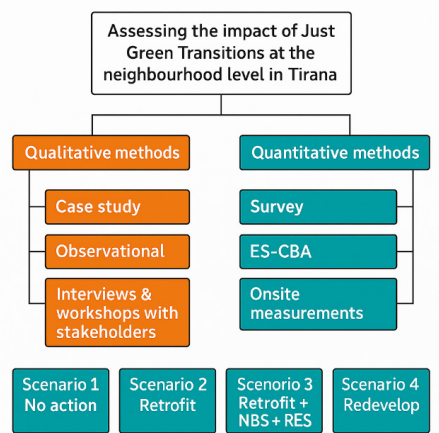 Assessing the impact of Just
Green Transitions at the
neighbourhood level in Tirana
Qualitative methods
Quantitative methods
Case study
Survey
Observational
ES-CBA
Interviews &
workshops with
stakeholders
Onsite
measurements
Scenario 1
No action
Scenario 2
Retrofit
Scenorio 3
Retrofit +
NBS + RES
Scenario 4
Redevelop